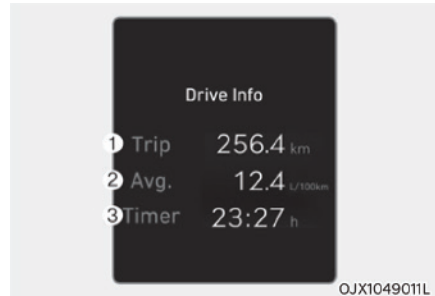 Drive Info
① Trip 256.4 km
② Avg. 12.4 L/100km
③ Timer 23:27 h
OJX1049011L